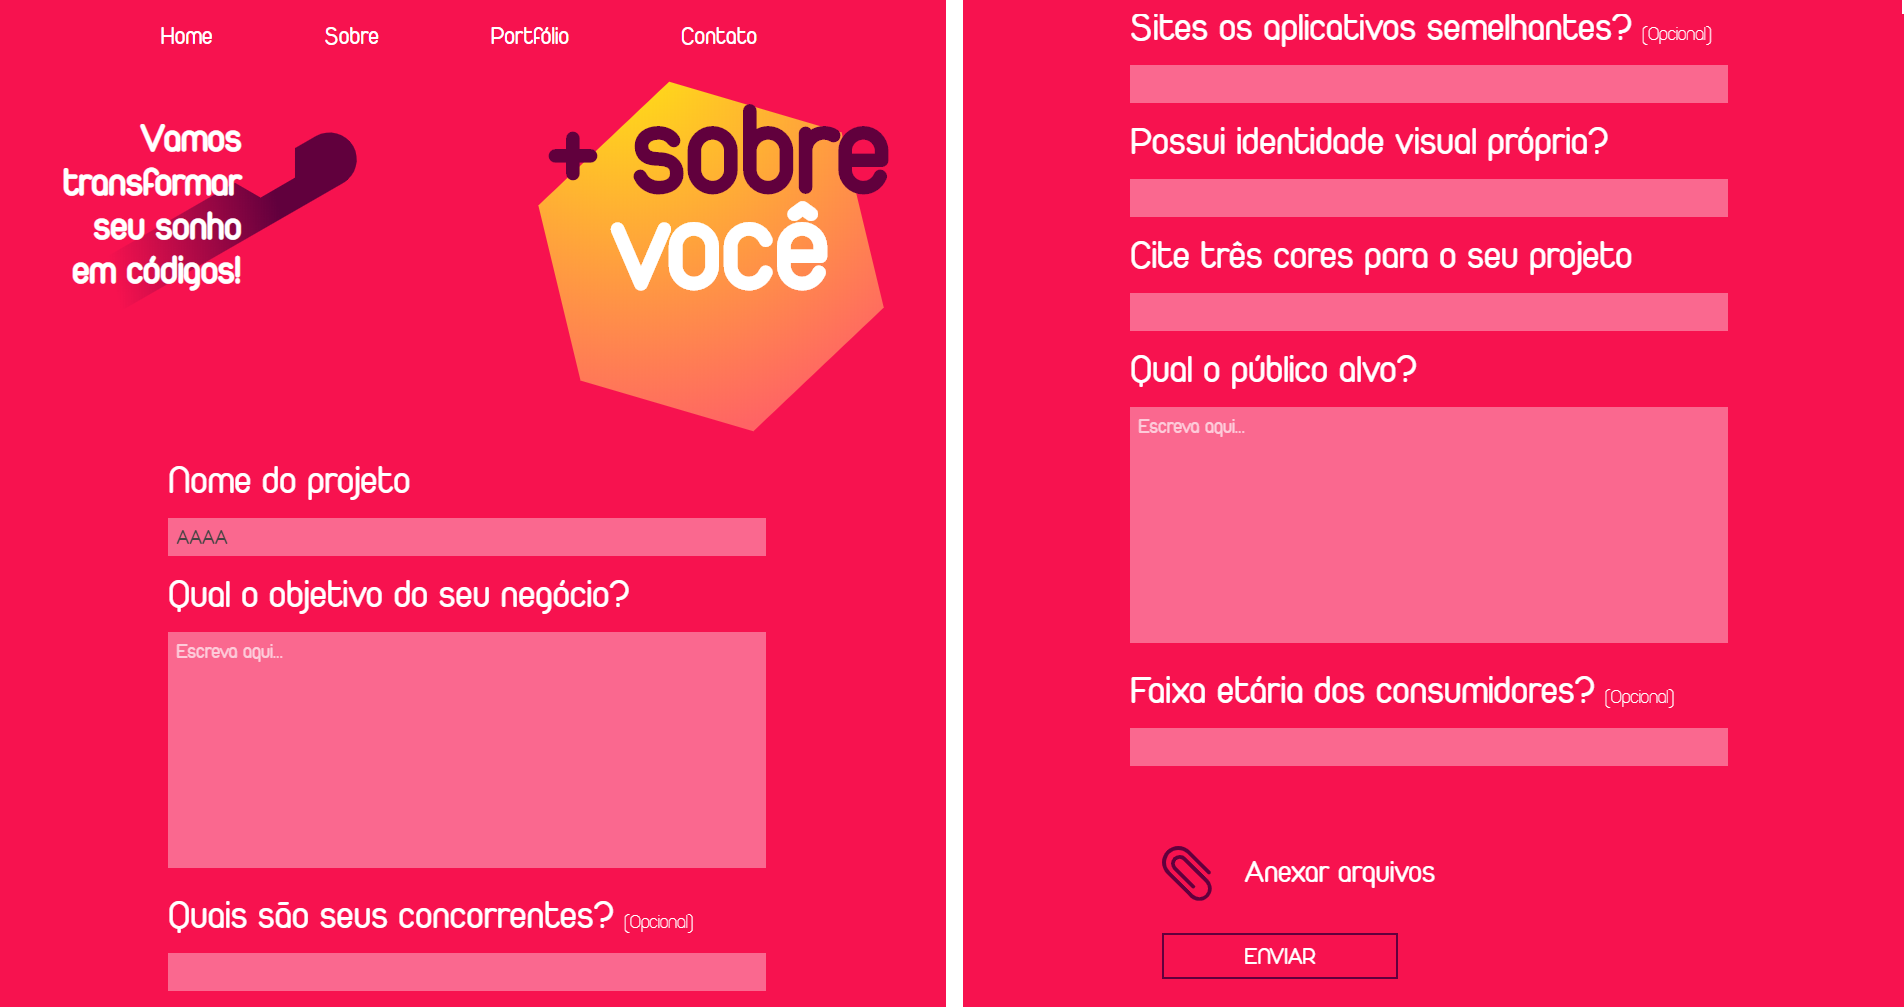 Home Sobre Portfólio Contato
Vamos
transformar
seu sonho
em códigos!
+ sobre
você
Nome do projeto
AAAA
Qual o objetivo do seu negócio?
Escreva aqui...
Quais são seus concorrentes? (Opcional)
Sites os aplicativos semelhantes? (Opcional)
Possui identidade visual própria?
Cite três cores para o seu projeto
Qual o público alvo?
Escreva aqui...
Faixa etária dos consumidores? (Opcional)
Anexar arquivos
ENVIAR